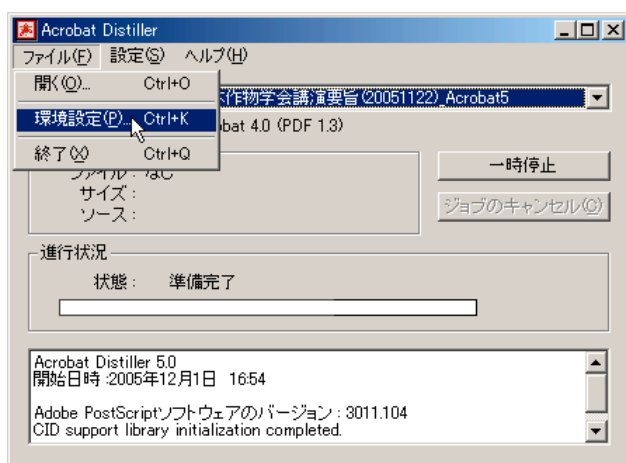 Acrobat Distiller
ファイル(F) 設定(S) ヘルプ(H)
開く(O)... Ctrl+O
作物学会講演要旨(20051122)_Acrobat5
環境設定(P)... Ctrl+K
bat 4.0 (PDF 1.3)
終了(X) Ctrl+Q
一時停止
ファイル : なし
サイズ :
ジョブのキャンセル(C)
ソース :
進行状況
状態 : 準備完了
Acrobat Distiller 5.0
開始日時 :2005年12月1日 16:54
Adobe PostScriptソフトウェアのバージョン : 3011.104
CID support library initialization completed.